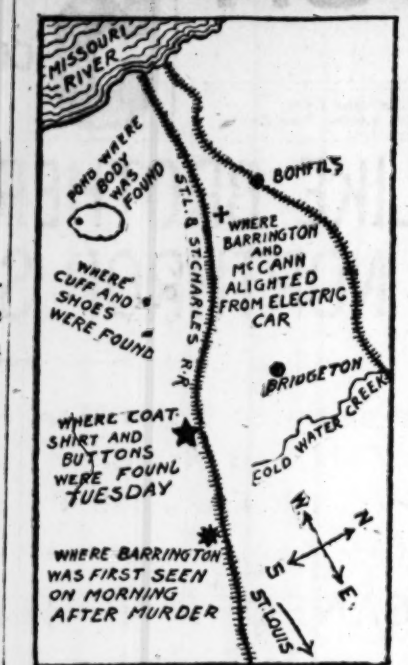 MISSOURI
RIVER
POND WHERE
BODY
WAS
FOUND
BONFILS
ST. L. & ST. CHARLES R.R.
WHERE
BARRINGTON
AND
McCANN
ALIGHTED
FROM ELECTRIC
CAR
WHERE
CUFF AND
SHOES
WERE FOUND
BRIDGETON
COLD WATER CREEK
WHERE COAT
SHIRT AND
BUTTONS
WERE FOUND
TUESDAY
W.
N
S
E.
WHERE BARRINGTON
WAS FIRST SEEN
ON MORNING
AFTER MURDER
ST. LOUIS